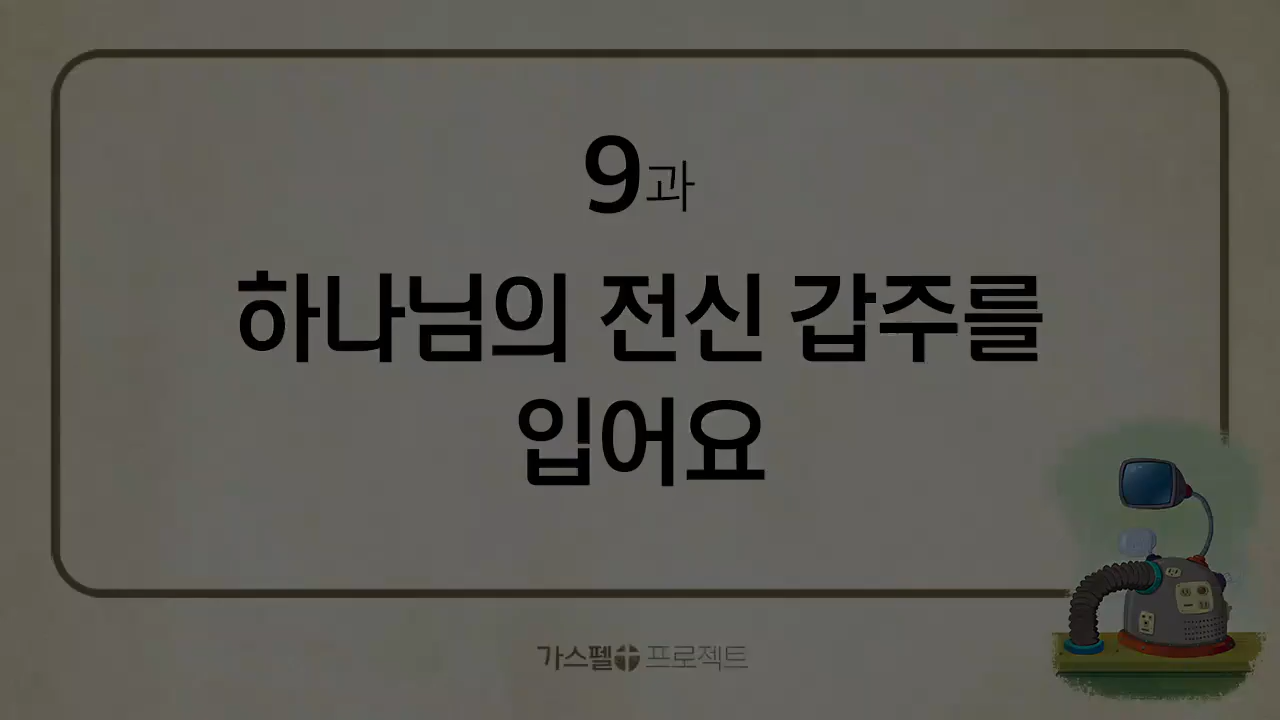 9과
하나님의 전신 갑주를
입어요
가스펠 프로젝트